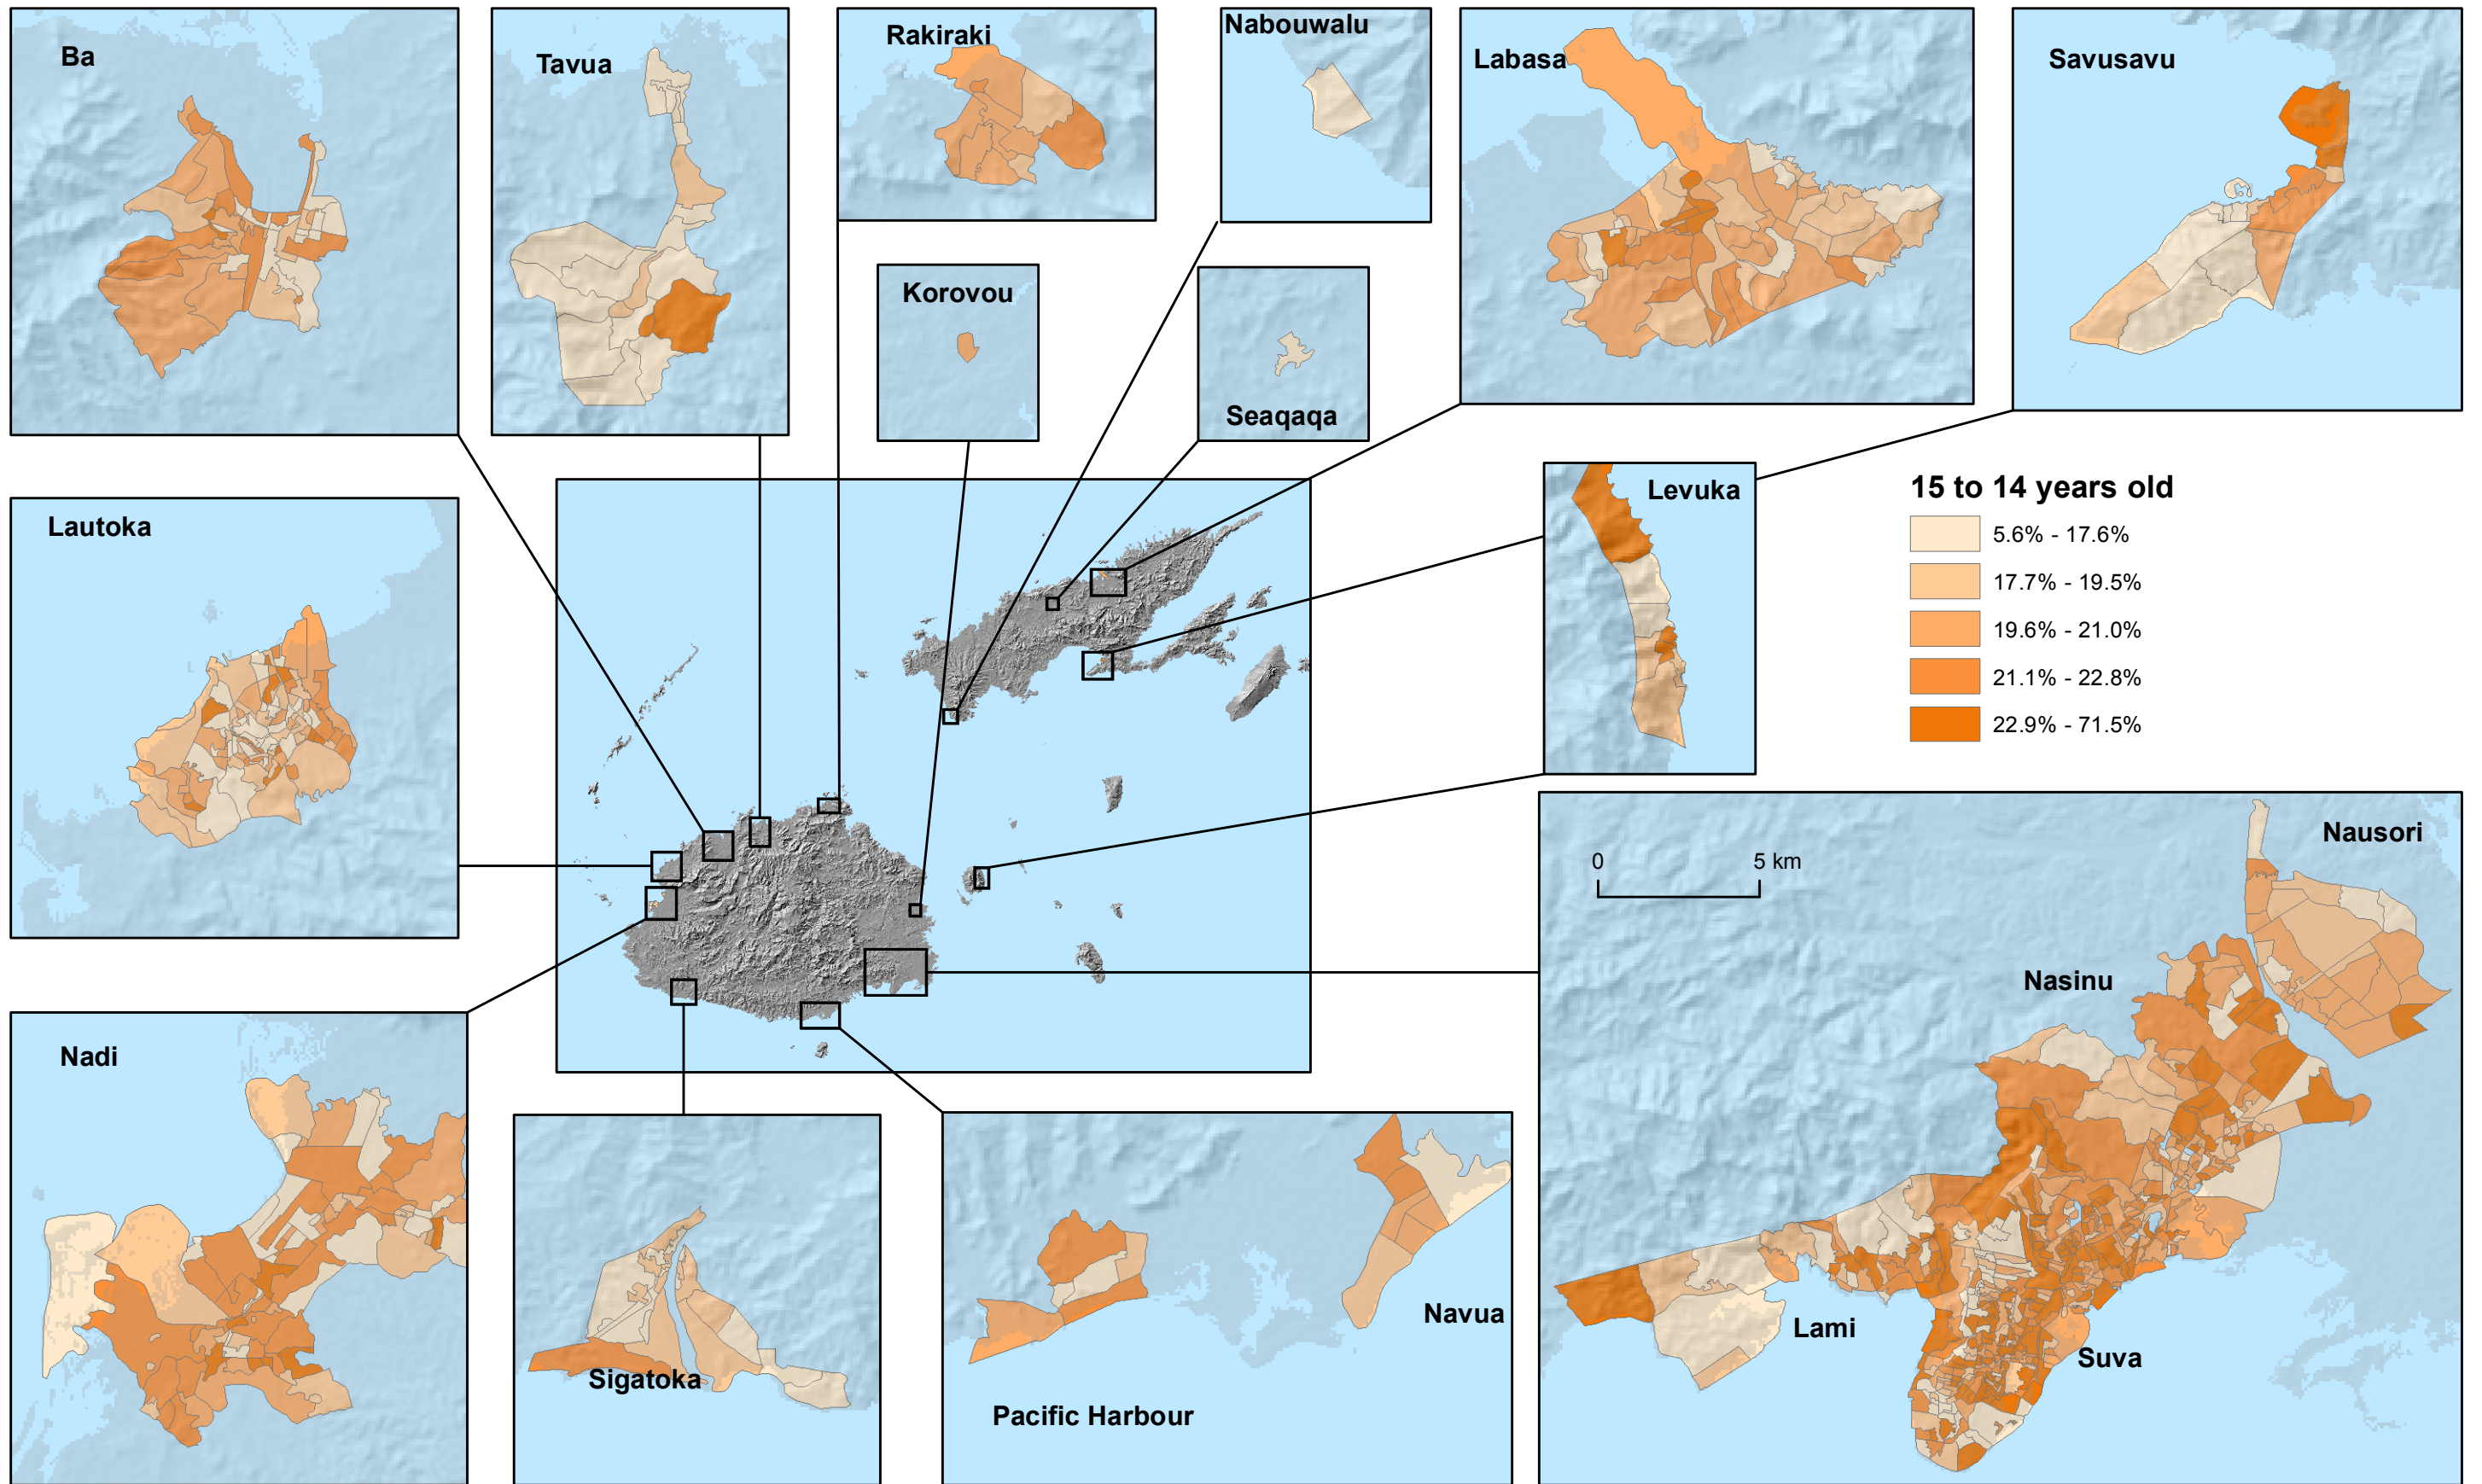 Ba
Tavua
Rakiraki
Nabouwalu
Labasa
Savusavu
Korovou
Seaqaqa
Levuka
15 to 14 years old
5.6% - 17.6%
17.7% - 19.5%
19.6% - 21.0%
21.1% - 22.8%
22.9% - 71.5%
Lautoka
Nausori
0 5 km
Nasinu
Nadi
Lami
Suva
Sigatoka
Navua
Pacific Harbour